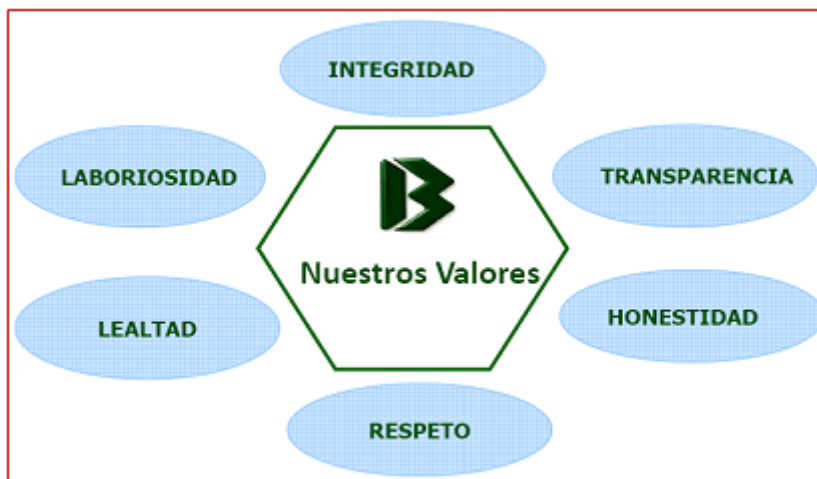 INTEGRIDAD
LABORIOSIDAD
TRANSPARENCIA
Nuestros Valores
LEALTAD
HONESTIDAD
RESPETO